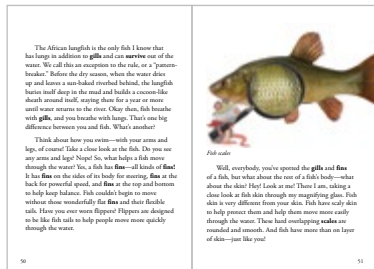 The African lungfish is the only fish I know that
has lungs in addition to gills and can survive out of the
water. We call this an exception to the rule, or a "pattern-
breaker." Before the dry season, when the water dries
up and leaves a sun-baked riverbed behind, the lungfish
buries itself deep in the mud and builds a cocoon-like
sheath around itself, staying there for a year or more
until water returns to the river. Okay then, fish breathe
with gills, and you breathe with lungs. That's one big
difference between you and fish. What's another?
Think about how you swim—with your arms and
legs, of course! Take a close look at the fish. Do you see
any arms and legs? Nope! So, what helps a fish move
through the water? Yes, a fish has fins—all kinds of fins!
It has fins on the sides of its body for steering, fins at the
back for powerful speed, and fins at the top and bottom
to help keep balance. Fish couldn't begin to move
without those wonderfully flat fins and their flexible
tails. Have you ever worn flippers? Flippers are designed
to be like fish tails to help people move more quickly
through the water.
50
Fish scales
Well, everybody, you've spotted the gills and fins
of a fish, but what about the rest of a fish's body—what
about the skin? Hey! Look at me! There I am, taking a
close look at fish skin through my magnifying glass. Fish
skin is very different from your skin. Fish have scaly skin
to help protect them and help them move more easily
through the water. These hard overlapping scales are
rounded and smooth. And fish have more than on layer
of skin—just like you!
51